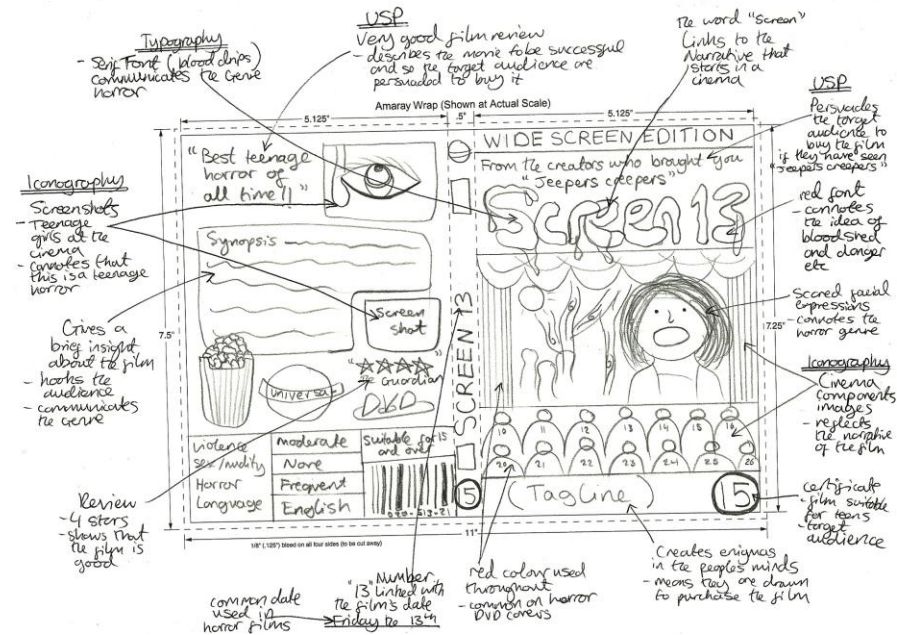 USP
Very good film review
- describes the movie to be successful
and so the target audience are
persuaded to buy it
the word "Screen"
Links to the
Narrative that
starts in a
cinema
Typography
- Serif Font (blood drips)
communicates the Genre
horror
Amaray Wrap (Shown at Actual Scale)
5.125"
.5"
5.125"
USP
Persuades
the target
audience to
buy the film
if they have seen
"Jeepers creepers"
"Best teenage
horror of
all time!!"
WIDE SCREEN EDITION
From the creators who brought you
"Jeepers creepers"
Screen 13
Iconography
Screenshots
- Teenage
girls at the
cinema
- connotes that
this is a teenage
horror
red font
- connotes
the idea of
bloodshed
and danger
etc
Synopsis
Screen
shot
SCREEN 13
7.5"
7.25"
Scared facial
expressions
- connotes the
horror genre
Gives a
brief insight
about the film
- hooks the
audience
- communicates
the Genre
universal
"★★★★"
The Guardian
DVD
Iconography
Cinema
components
images
- reflects
the narrative
of the film
10 11 12 13 14 15 16
20 21 22 23 24 25 26
violence moderate
sex/nudity None
Horror Frequent
Language English
Suitable for 15
and over
15
(Tagline)
15
Review
- 4 stars
- shows that
the film is
good
certificate
- film suitable
for teens
- target
audience
11"
1/8" (.125") bleed on all four sides (to be cut away)
common date
used in
horror films
Number
"13" linked with
the film's date
Friday the 13th
red colour used
throughout
- common on horror
DVD covers
Creates enigmas
in the peoples minds
- means they are drawn
to purchase the film